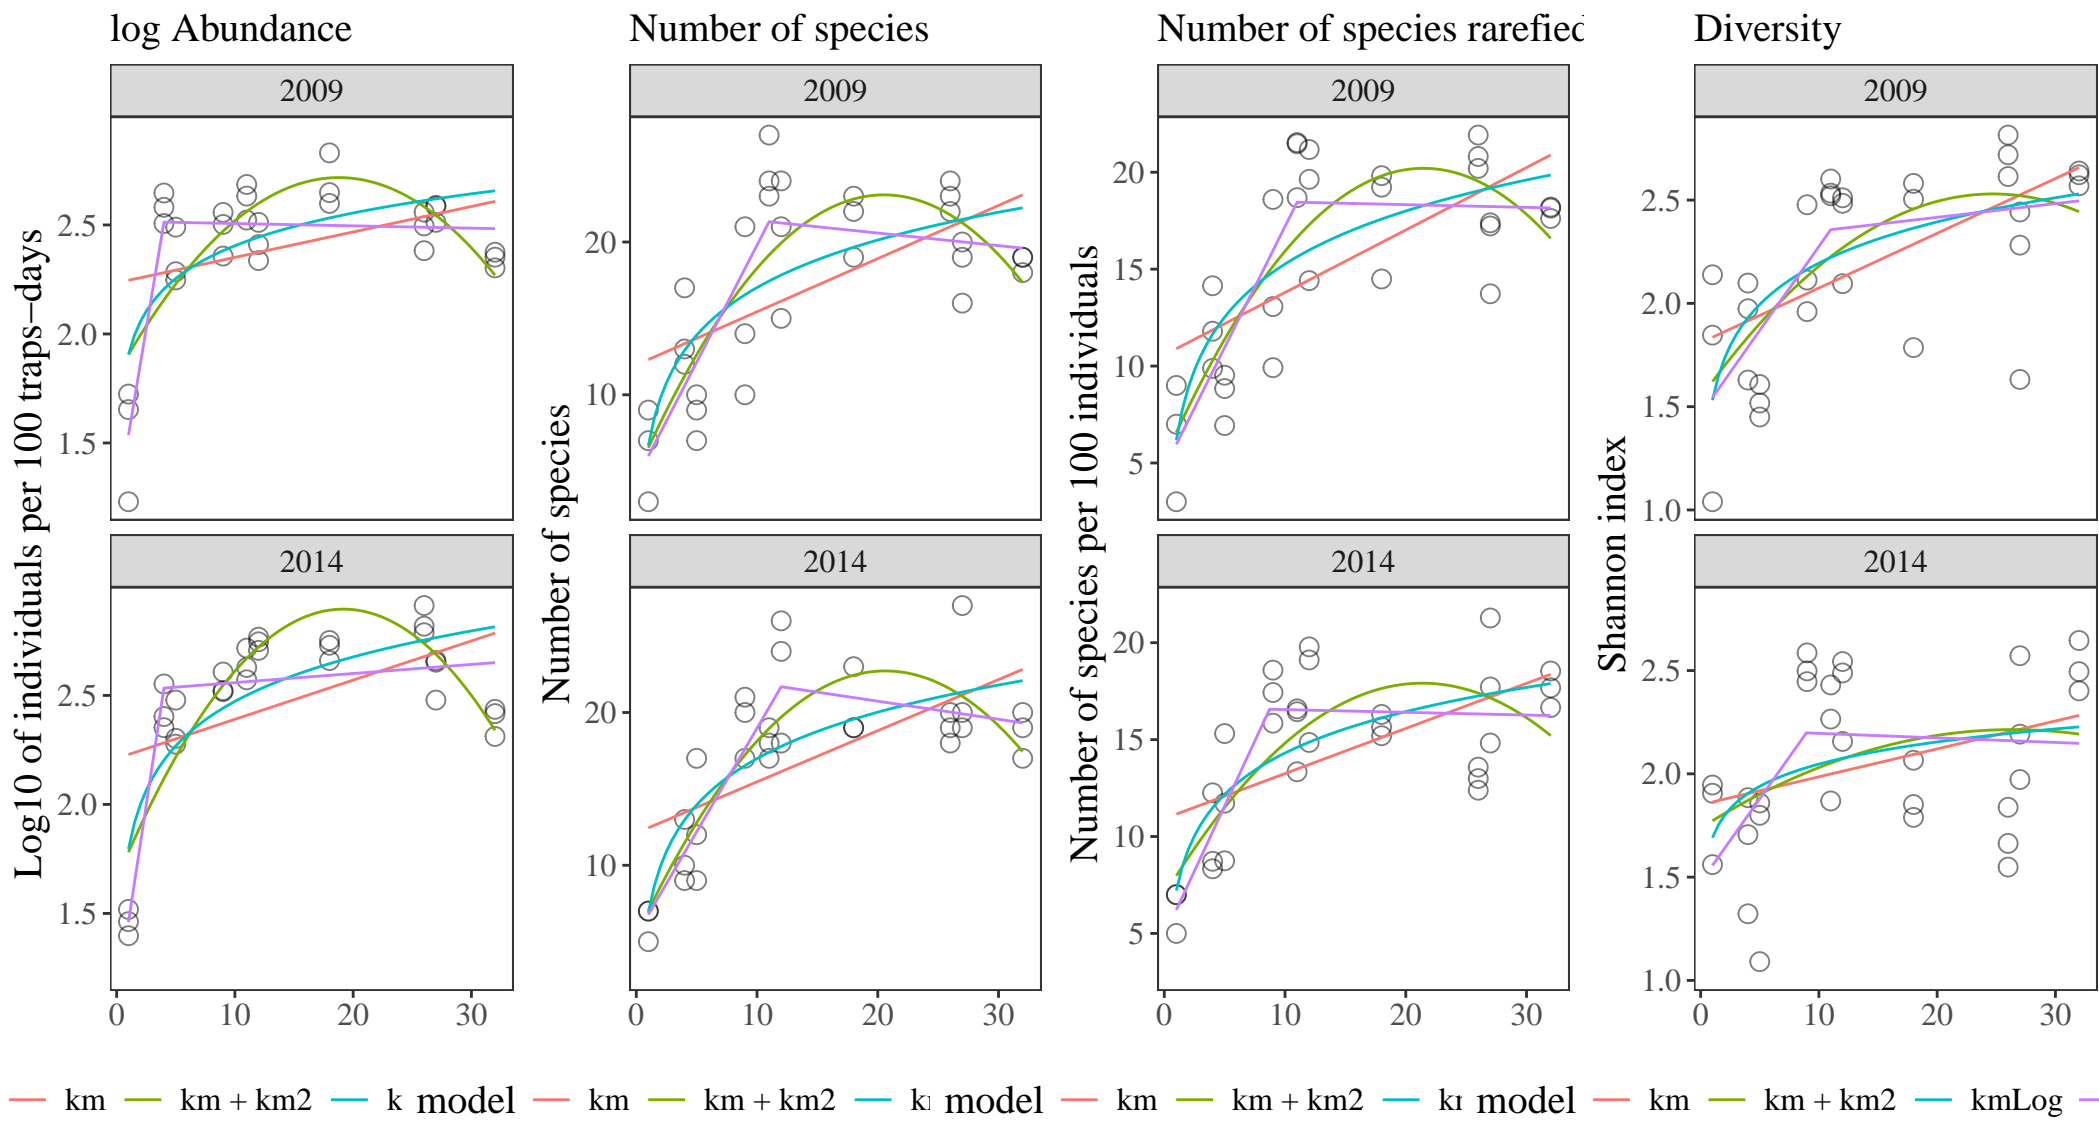 log Abundance
Number of species
Number of species rarefied
Diversity
2009
2009
2009
2009
Log10 of individuals per 100 traps–days
2.5
2.0
1.5
Number of species
20
10
Number of species per 100 individuals
20
15
10
5
Shannon index
2.5
2.0
1.5
1.0
2014
2014
2014
2014
2.5
2.0
1.5
20
10
20
15
10
5
2.5
2.0
1.5
1.0
0 10 20 30
0 10 20 30
0 10 20 30
0 10 20 30
km km + km2 k
model km km + km2 k
model km km + km2 k
model km km + km2 kmLog